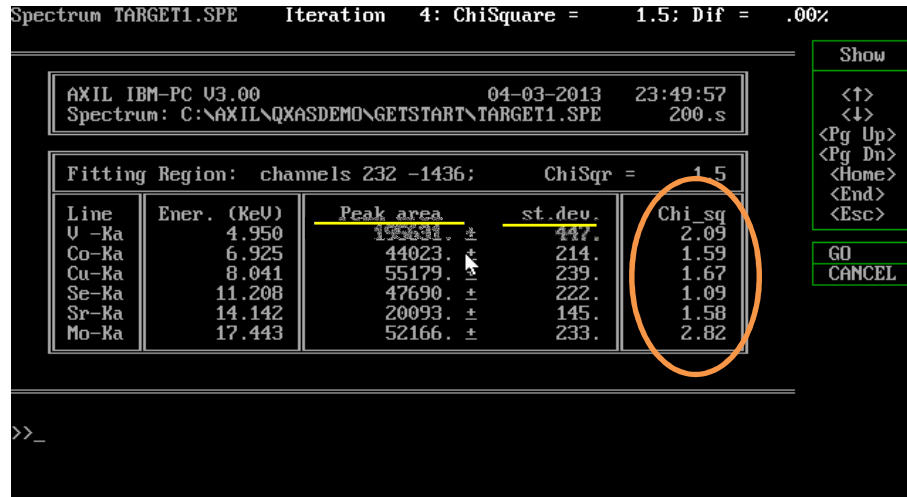 Spectrum TARGET1.SPE Iteration 4: ChiSquare = 1.5; Dif = .00%
Show
AXIL IBM-PC V3.00 04-03-2013 23:49:57
Spectrum: C:\AXIL\QXASDEMO\GETSTART\TARGET1.SPE 200.s
<↑>
<↓>
<Pg Up>
<Pg Dn>
<Home>
<End>
<Esc>
GO
CANCEL
Fitting Region: channels 232 -1436; ChiSqr = 1.5
Line Ener. (KeV) Peak area st.dev. Chi_sq
V -Ka 4.950 195631. ± 447. 2.09
Co-Ka 6.925 44023. ± 214. 1.59
Cu-Ka 8.041 55179. ± 239. 1.67
Se-Ka 11.208 47690. ± 222. 1.09
Sr-Ka 14.142 20093. ± 145. 1.58
Mo-Ka 17.443 52166. ± 233. 2.82
>>_